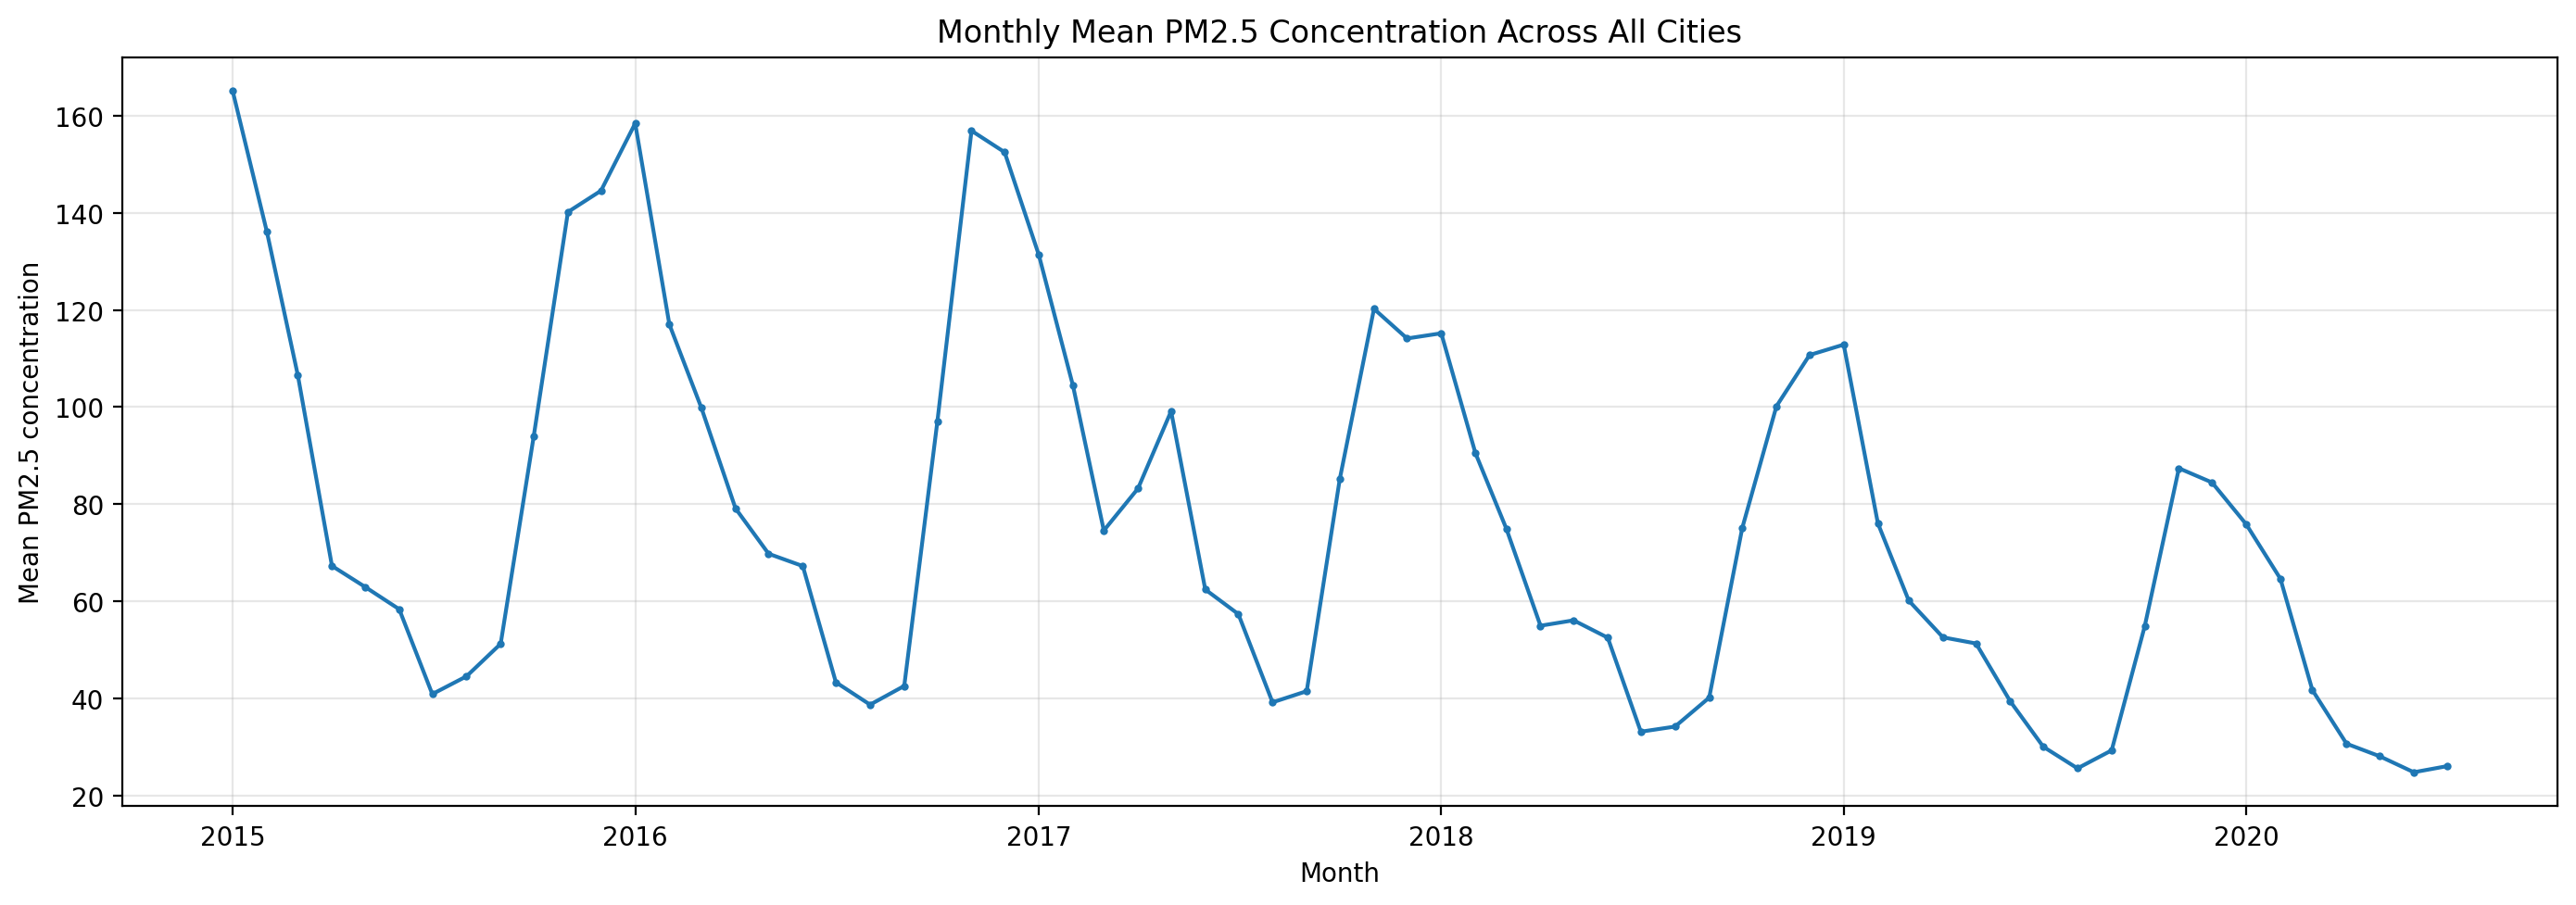 Monthly Mean PM2.5 Concentration Across All Cities
Mean PM2.5 concentration
160
140
120
100
80
60
40
20
2015 2016 2017 2018 2019 2020
Month